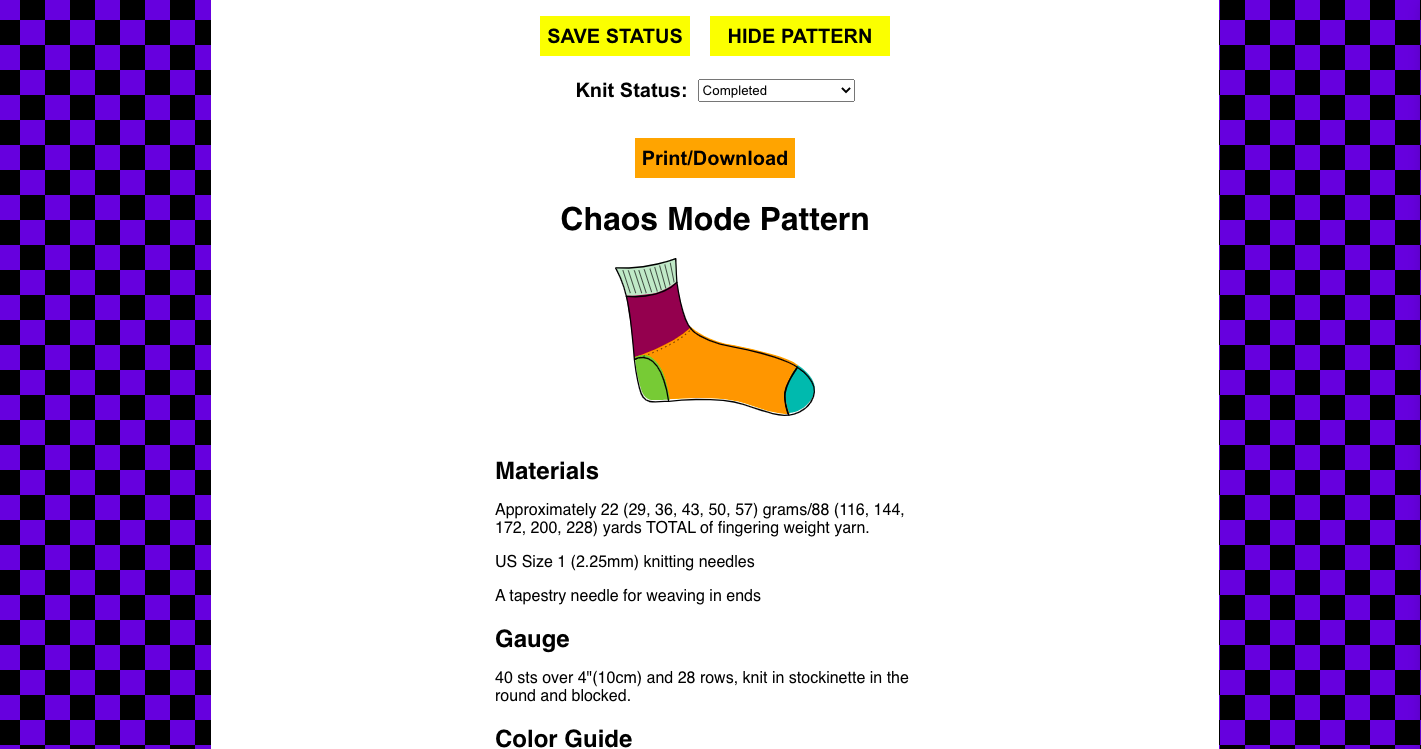 SAVE STATUS HIDE PATTERN
Knit Status: Completed
Print/Download
Chaos Mode Pattern
Materials
Approximately 22 (29, 36, 43, 50, 57) grams/88 (116, 144,
172, 200, 228) yards TOTAL of fingering weight yarn.
US Size 1 (2.25mm) knitting needles
A tapestry needle for weaving in ends
Gauge
40 sts over 4"(10cm) and 28 rows, knit in stockinette in the
round and blocked.
Color Guide